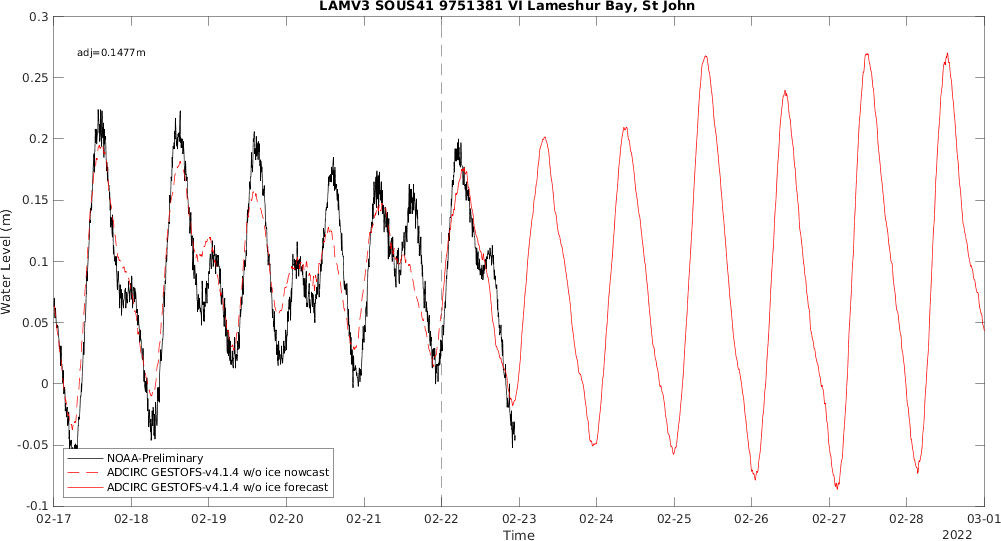 LAMV3 SOUS41 9751381 VI Lameshur Bay, St John
adj=0.1477m
0.3
0.25
0.2
0.15
0.1
0.05
0
-0.05
-0.1
Water Level (m)
NOAA-Preliminary
ADCIRC GESTOFS-v4.1.4 w/o ice nowcast
ADCIRC GESTOFS-v4.1.4 w/o ice forecast
02-17 02-18 02-19 02-20 02-21 02-22 02-23 02-24 02-25 02-26 02-27 02-28 03-01
Time
2022